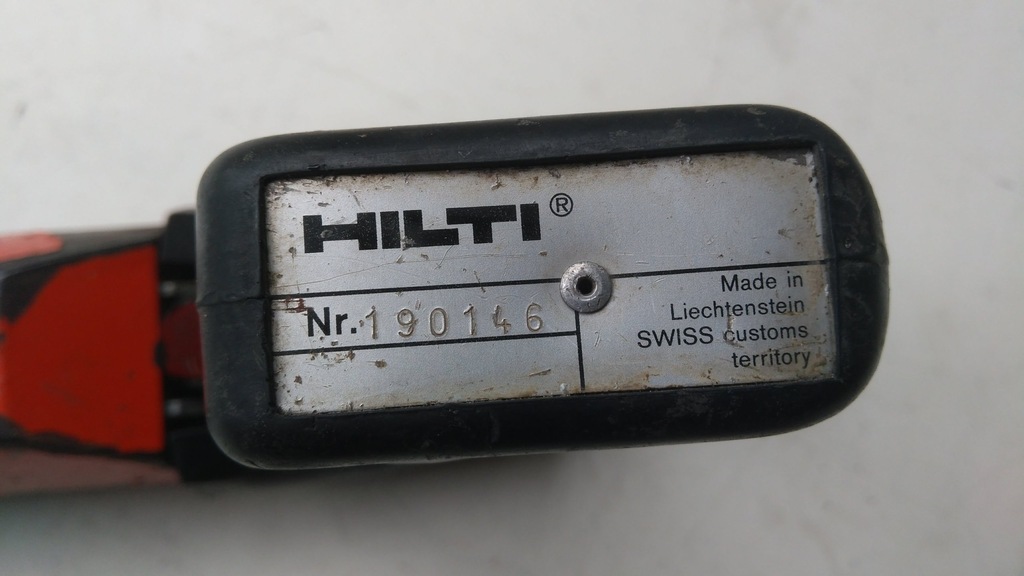 HILTI®
Nr. 190146
Made in
Liechtenstein
SWISS customs
territory